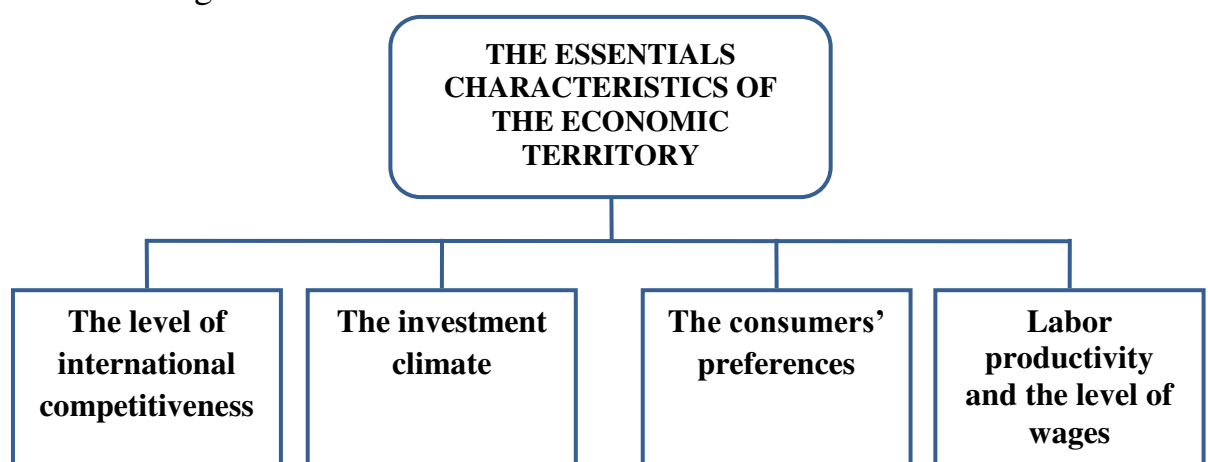 THE ESSENTIALS
CHARACTERISTICS OF
THE ECONOMIC
TERRITORY
The level of
international
competitiveness
The investment
climate
The consumers’
preferences
Labor
productivity
and the level of
wages